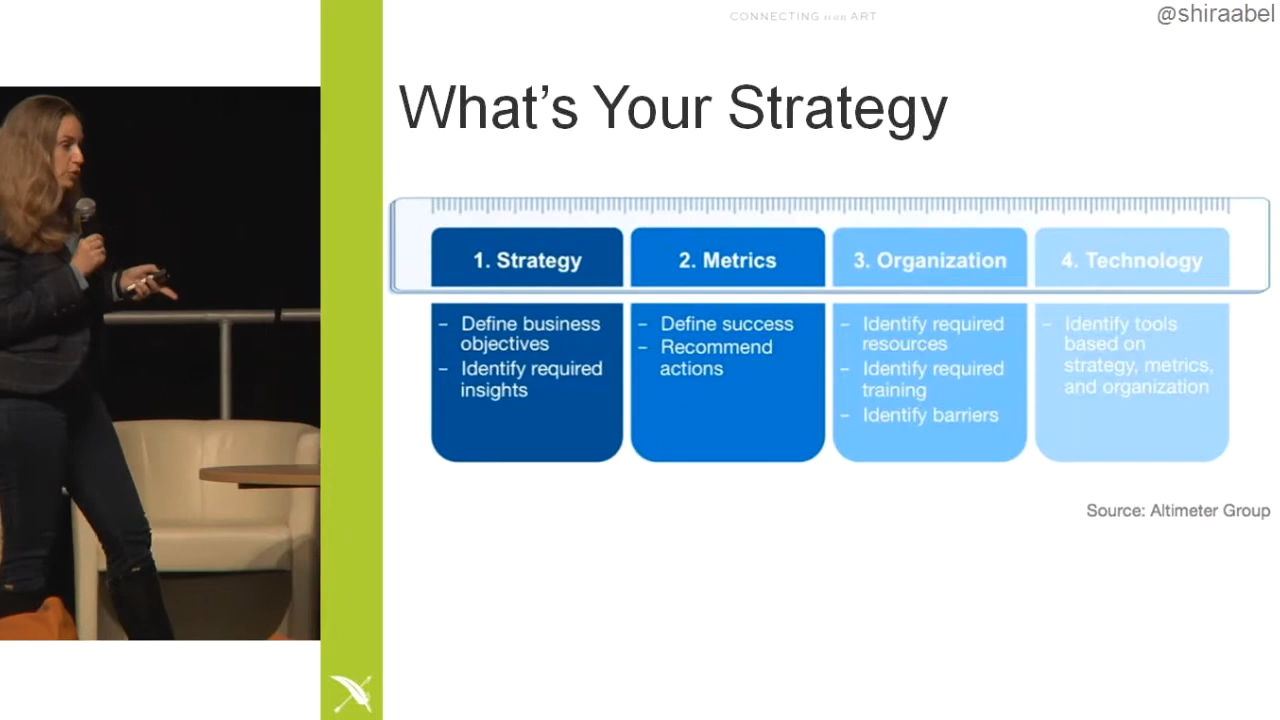 CONNECTING ART
@shiraabel
What's Your Strategy
1. Strategy
– Define business
objectives
– Identify required
insights
2. Metrics
– Define success
– Recommend
actions
3. Organization
– Identify required
resources
– Identify required
training
– Identify barriers
4. Technology
– Identify tools
based on
strategy, metrics,
and organization
Source: Altimeter Group